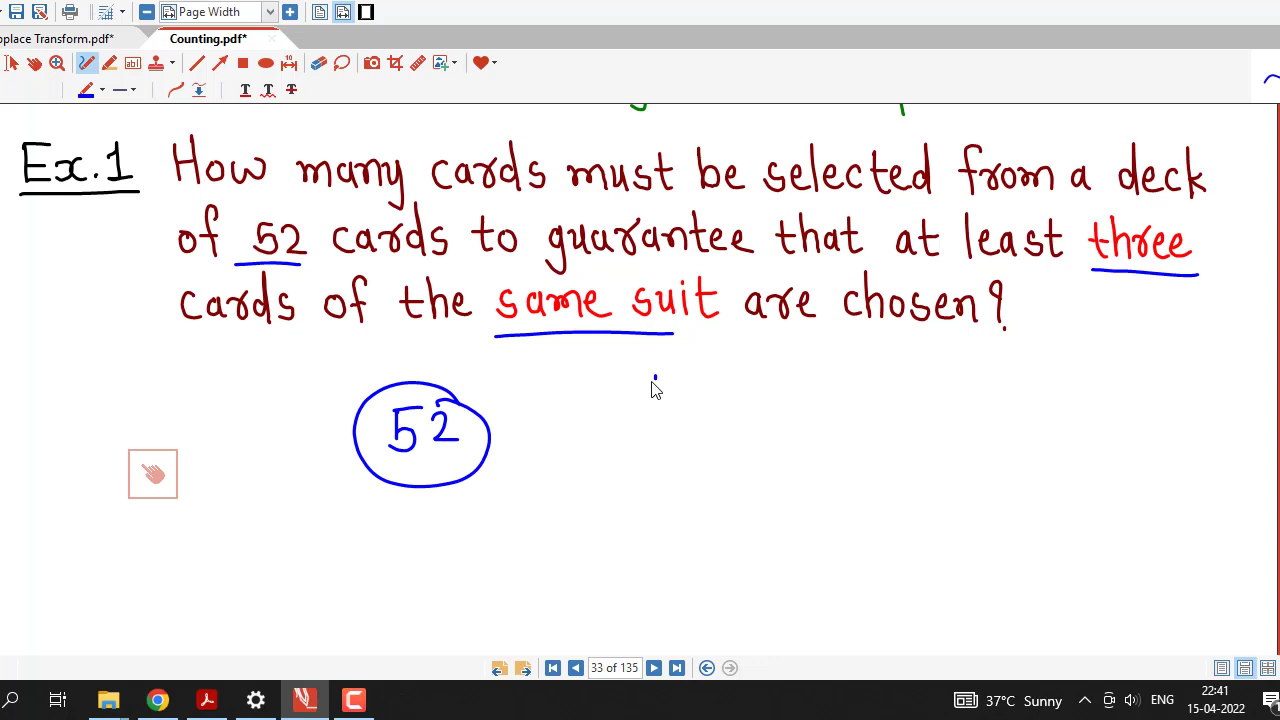 Page Width
place Transform.pdf*
Counting.pdf*
10
Ex.1 How many cards must be selected from a deck
of 52 cards to guarantee that at least three
cards of the same suit are chosen?
52
33 of 135
37°C Sunny
ENG
22:41
15-04-2022